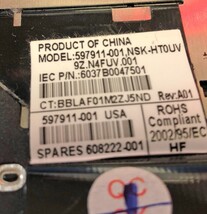 PRODUCT OF CHINA
MODEL:597911-001,NSK-HT0UV
9Z.N4FUV.001
IEC P/N:6037B0047501
CT:BBLAF01M2ZJ5ND Rev:A01
597911-001 USA
ROHS
Compliant
2002/95/EC
HF
SPARES 608222-001